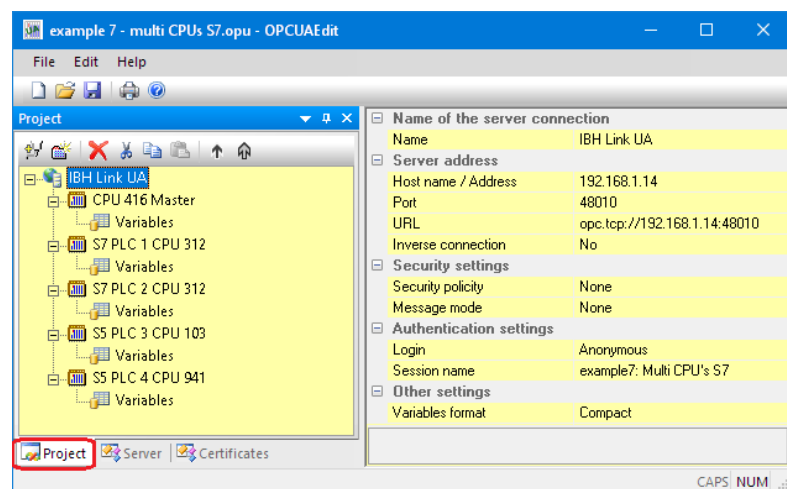 example 7 - multi CPUs S7.opu - OPCUAEdit
File Edit Help
Project
IBH Link UA
CPU 416 Master
Variables
S7 PLC 1 CPU 312
Variables
S7 PLC 2 CPU 312
Variables
S5 PLC 3 CPU 103
Variables
S5 PLC 4 CPU 941
Variables
Project Server Certificates
Name of the server connection
Name IBH Link UA
Server address
Host name / Address 192.168.1.14
Port 48010
URL opc.tcp://192.168.1.14:48010
Inverse connection No
Security settings
Security policity None
Message mode None
Authentication settings
Login Anonymous
Session name example7: Multi CPU's S7
Other settings
Variables format Compact
CAPS NUM